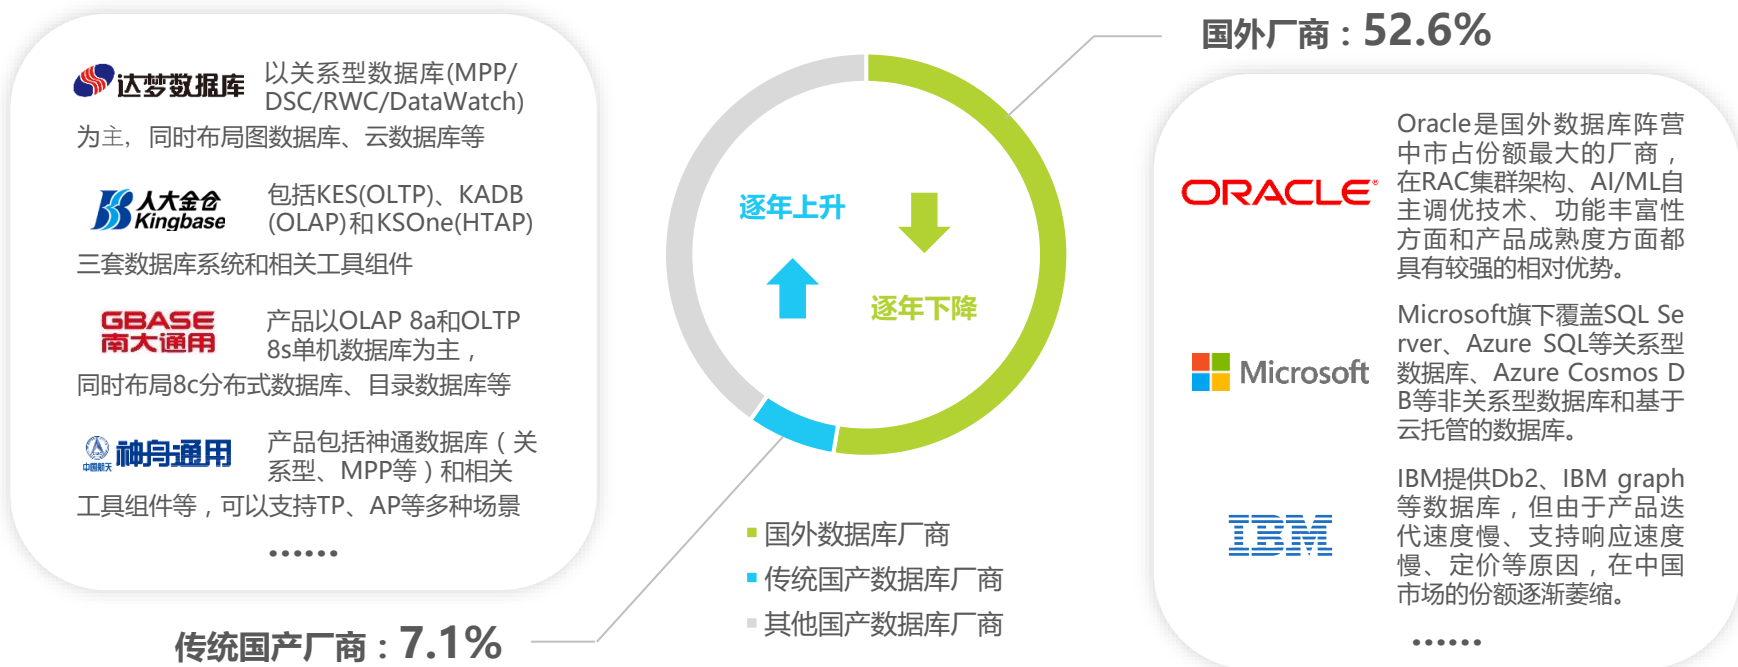 国外厂商：52.6%
达梦数据库
以关系型数据库(MPP/
DSC/RWC/DataWatch)
为主，同时布局图数据库、云数据库等
人大金仓
Kingbase
包括KES(OLTP)、KADB
(OLAP)和KSOne(HTAP)
三套数据库系统和相关工具组件
GBASE
南大通用
产品以OLAP 8a和OLTP
8s单机数据库为主，
同时布局8c分布式数据库、目录数据库等
中国航天
神舟通用
产品包括神通数据库（关
系型、MPP等）和相关
工具组件等，可以支持TP、AP等多种场景
……
传统国产厂商：7.1%
逐年上升
逐年下降
国外数据库厂商
传统国产数据库厂商
其他国产数据库厂商
ORACLE®
Oracle是国外数据库阵营
中市占份额最大的厂商，
在RAC集群架构、AI/ML自
主调优技术、功能丰富性
方面和产品成熟度方面都
具有较强的相对优势。
Microsoft
Microsoft旗下覆盖SQL Se
rver、Azure SQL等关系型
数据库、Azure Cosmos D
B等非关系型数据库和基于
云托管的数据库。
IBM
IBM提供Db2、IBM graph
等数据库，但由于产品迭
代速度慢、支持响应速度
慢、定价等原因，在中国
市场的份额逐渐萎缩。
……